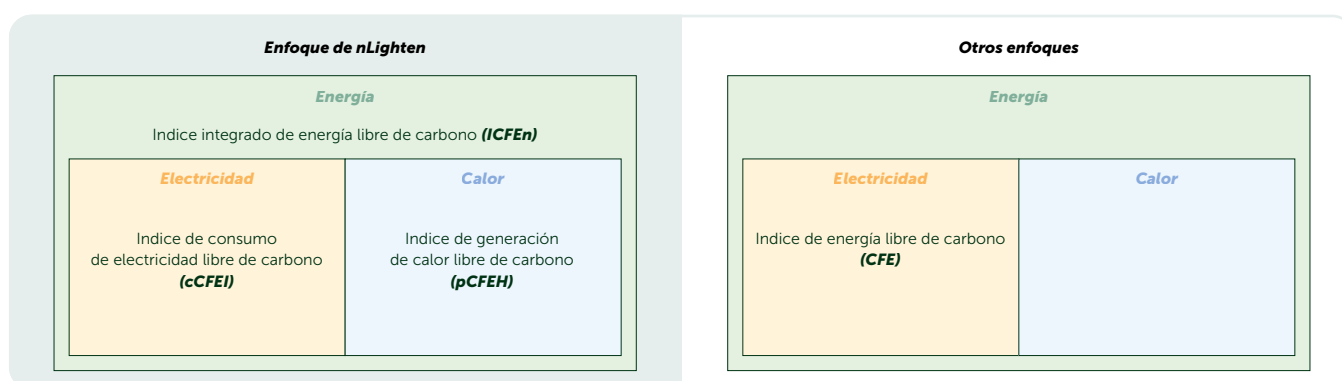 Enfoque de nLighten
Energía
Indice integrado de energía libre de carbono (ICFEn)
Electricidad
Indice de consumo
de electricidad libre de carbono
(cCFEI)
Calor
Indice de generación
de calor libre de carbono
(pCFEH)
Otros enfoques
Energía
Electricidad
Indice de energía libre de carbono
(CFE)
Calor